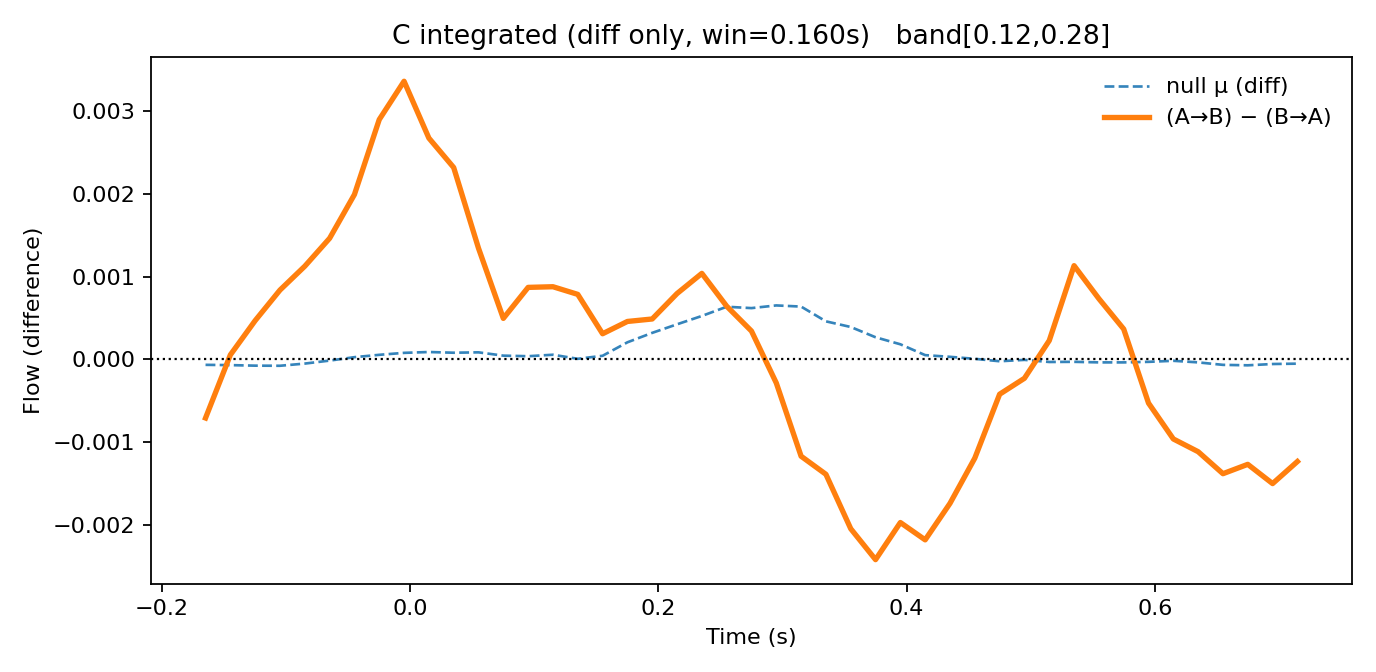 C integrated (diff only, win=0.160s)   band[0.12,0.28]
null μ (diff)
(A→B) − (B→A)
0.003
0.002
0.001
0.000
−0.001
−0.002
Flow (difference)
−0.2
0.0
0.2
0.4
0.6
Time (s)